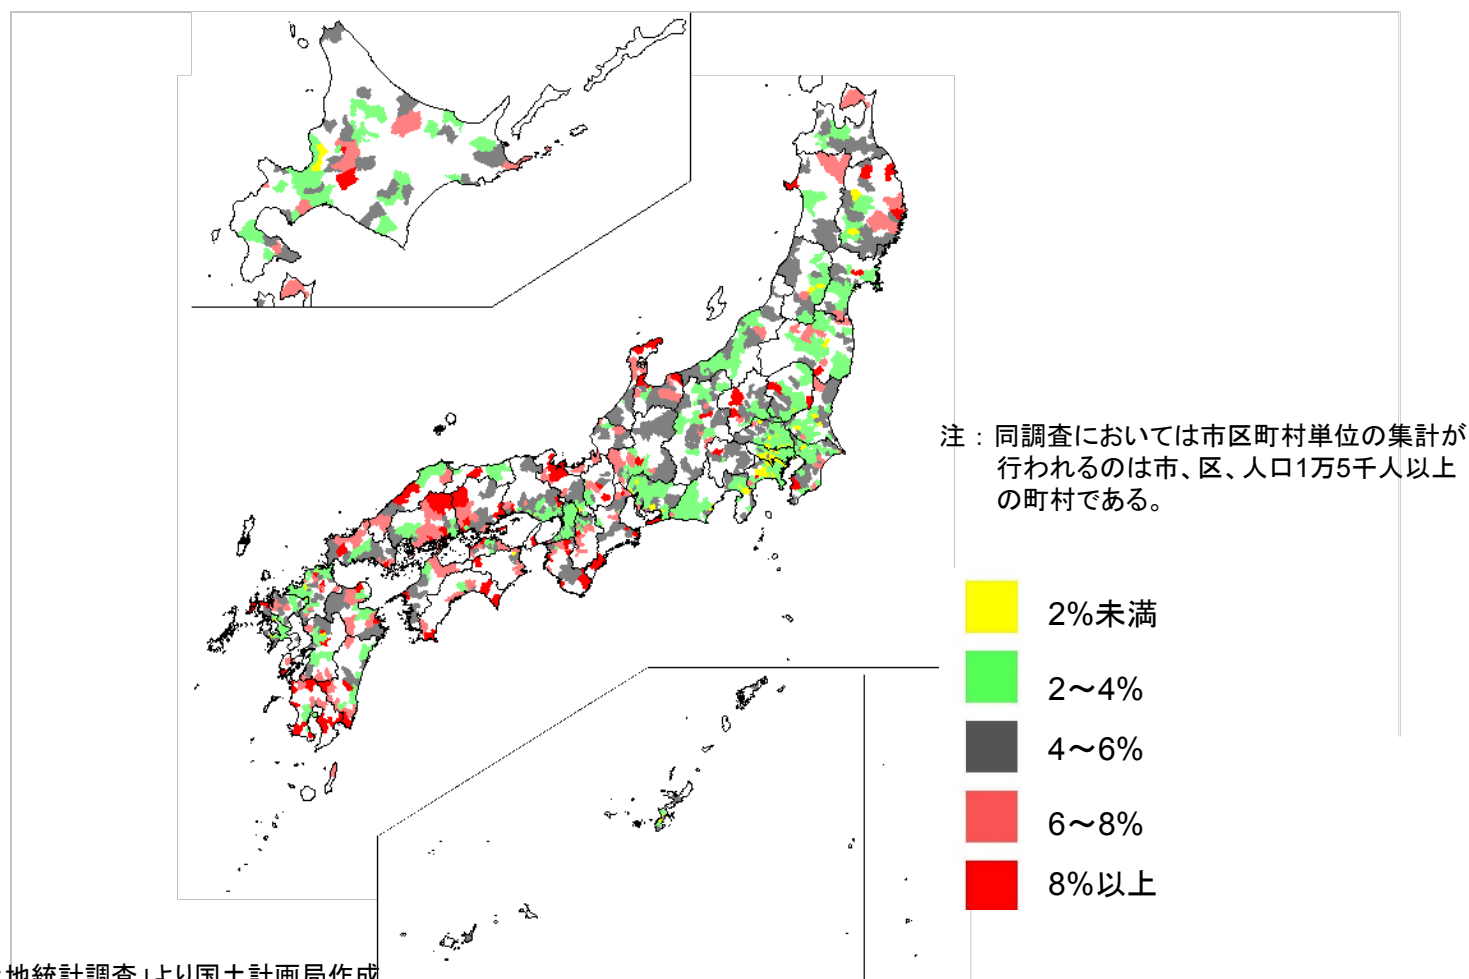 注：同調査においては市区町村単位の集計が
行われるのは市、区、人口1万5千人以上
の町村である。
2%未満
2～4%
4～6%
6～8%
8%以上
地統計調査」より国土計画局作成